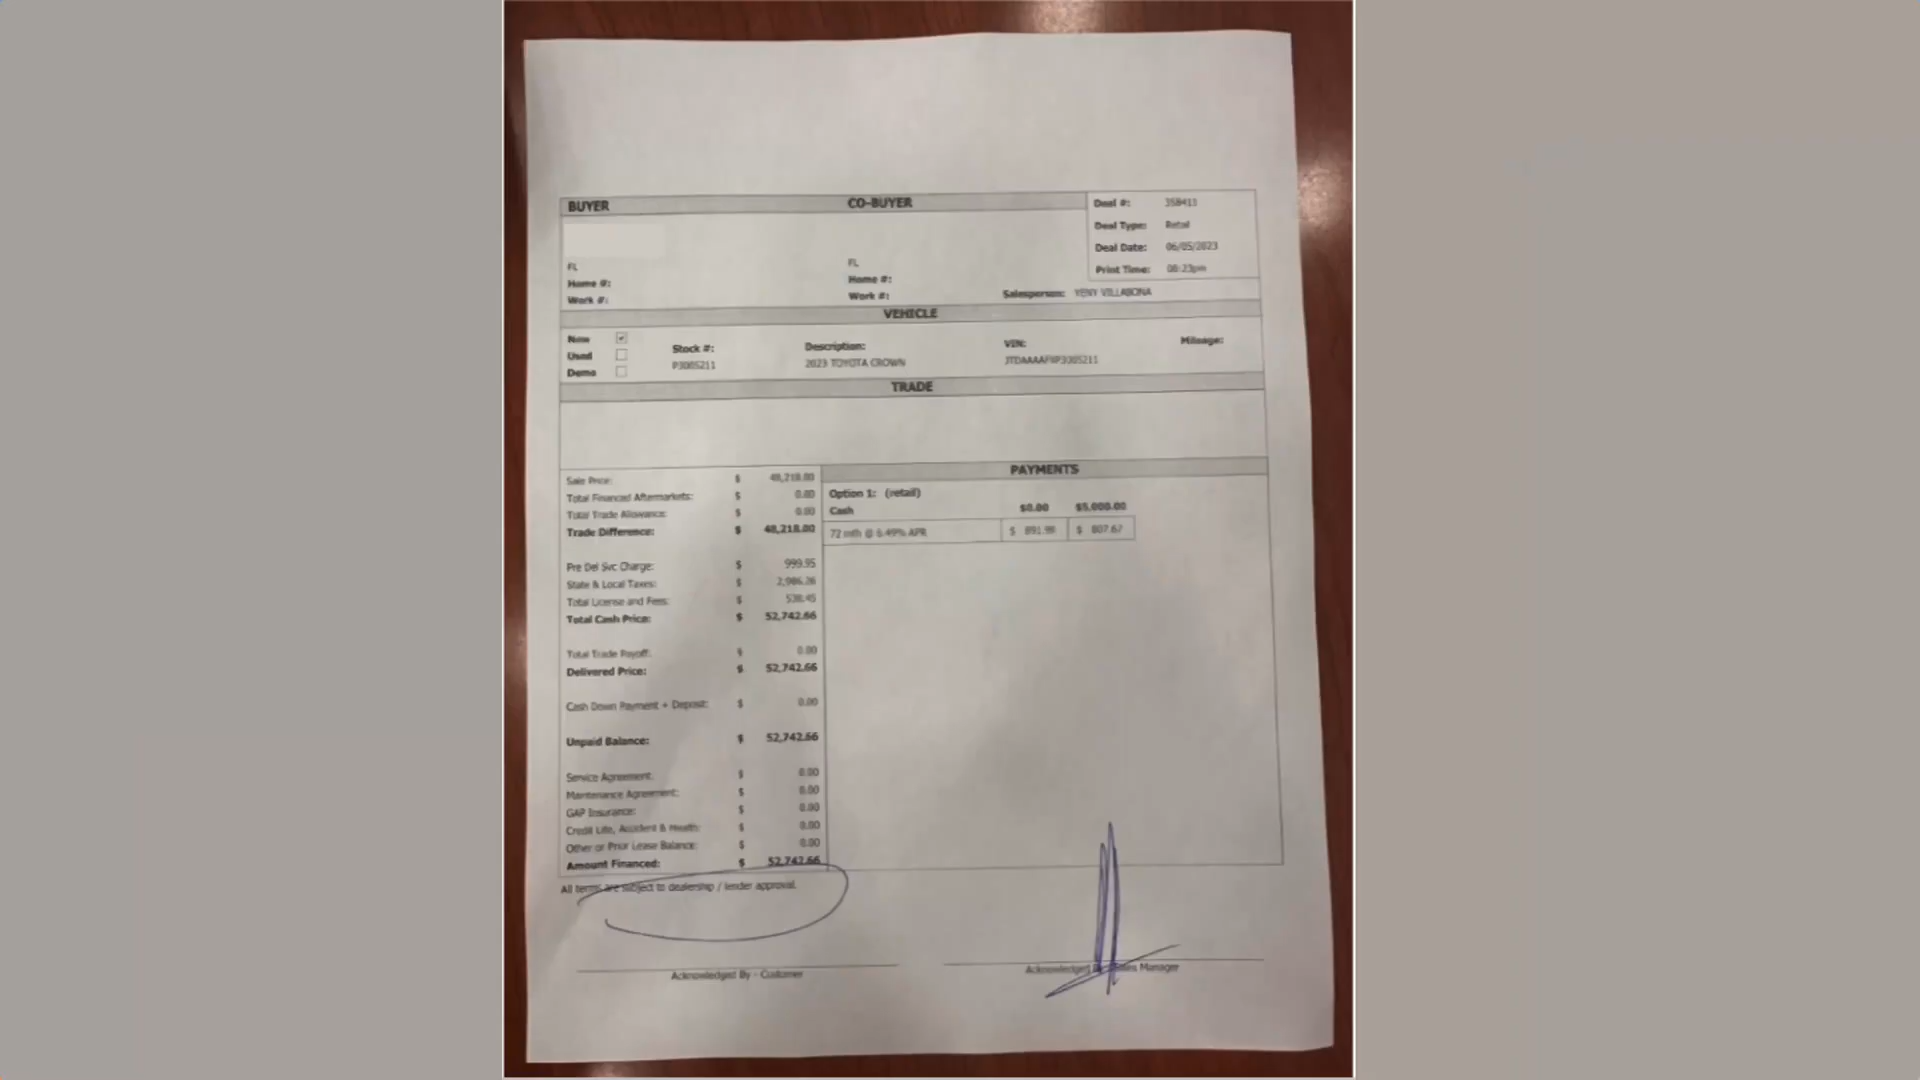 BUYER CO-BUYER
Deal #: 358411
Deal Type: Retail
Deal Date: 06/05/2023
Print Time: 08:23pm
FL FL
Home #: Home #:
Work #: Work #:
Salesperson: YENY VILLABONA
VEHICLE
New
Used
Demo
Stock #: Description: VIN: Mileage:
PJ005211 2023 TOYOTA CROWN
TRADE
Sale Price: $ 48,218.00
Total Financed Aftermarkets: $ 0.00
Total Trade Allowance: $ 0.00
Trade Difference: $ 48,218.00
Pre Del Svc Charge: $ 999.95
State & Local Taxes: $ 2,986.26
Total License and Fees: $ 538.45
Total Cash Price: $ 52,742.66
Total Trade Payoff: $ 0.00
Delivered Price: $ 52,742.66
Cash Down Payment + Deposit: $ 0.00
Unpaid Balance: $ 52,742.66
Service Agreement: $ 0.00
Maintenance Agreement: $ 0.00
GAP Insurance: $ 0.00
Credit Life, Accident & Health: $ 0.00
Other or Prior Lease Balance: $ 0.00
Amount Financed: $ 52,742.66
PAYMENTS
Option 1: (retail)
Cash $0.00 $5,000.00
72 mth @ 6.49% APR $ 891.98 $ 807.67
All terms are subject to dealership / lender approval.
Acknowledged By - Customer
Acknowledged By - Sales Manager